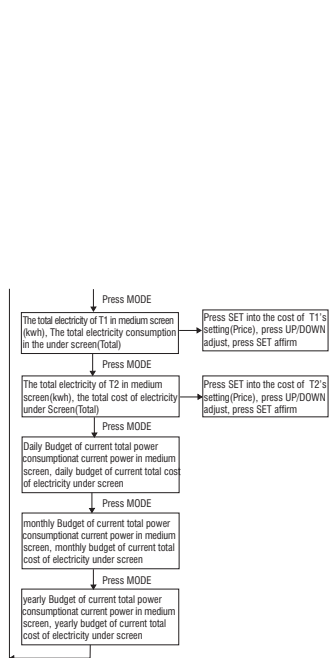 Press MODE
The total electricity of T1 in medium screen
(kwh), The total electricity consumption
in the under screen(Total)
Press SET into the cost of T1's
setting(Price), press UP/DOWN
adjust, press SET affirm
Press MODE
The total electricity of T2 in medium
screen(kwh), the total cost of electricity
under Screen(Total)
Press SET into the cost of T2's
setting(Price), press UP/DOWN
adjust, press SET affirm
Press MODE
Daily Budget of current total power
consumptionat current power in medium
screen, daily budget of current total cost
of electricity under screen
Press MODE
monthly Budget of current total power
consumptionat current power in medium
screen, monthly budget of current total
cost of electricity under screen
Press MODE
yearly Budget of current total power
consumptionat current power in medium
screen, yearly budget of current total
cost of electricity under screen